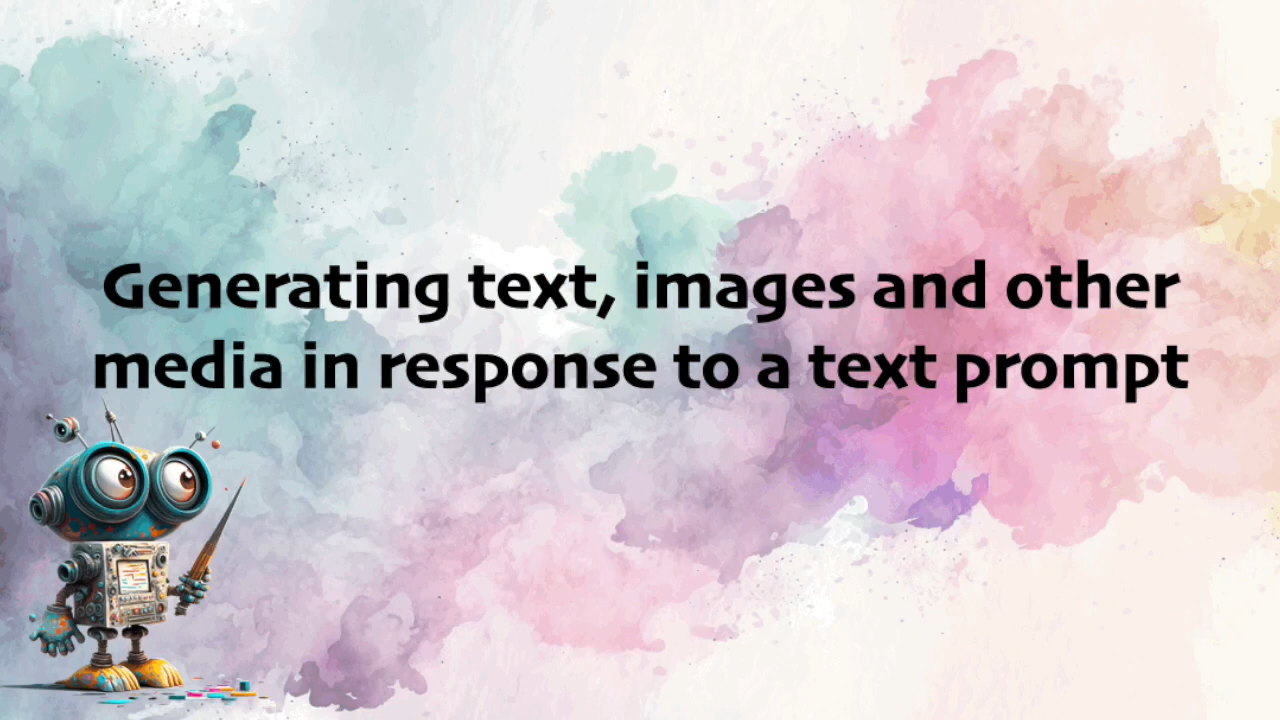 Generating text, images and other
media in response to a text prompt